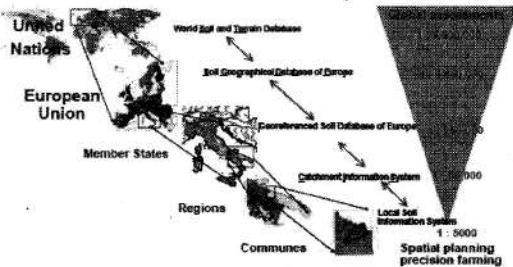 United
Nations
World Soil and Terrain Database
Soil Geographical Database of Europe
European
Union
Georeferenced Soil Database of Europe
Member States
Catchment Information System
Regions
Local Soil
Information System
Communes
1 : 5000
Spatial planning
precision farming